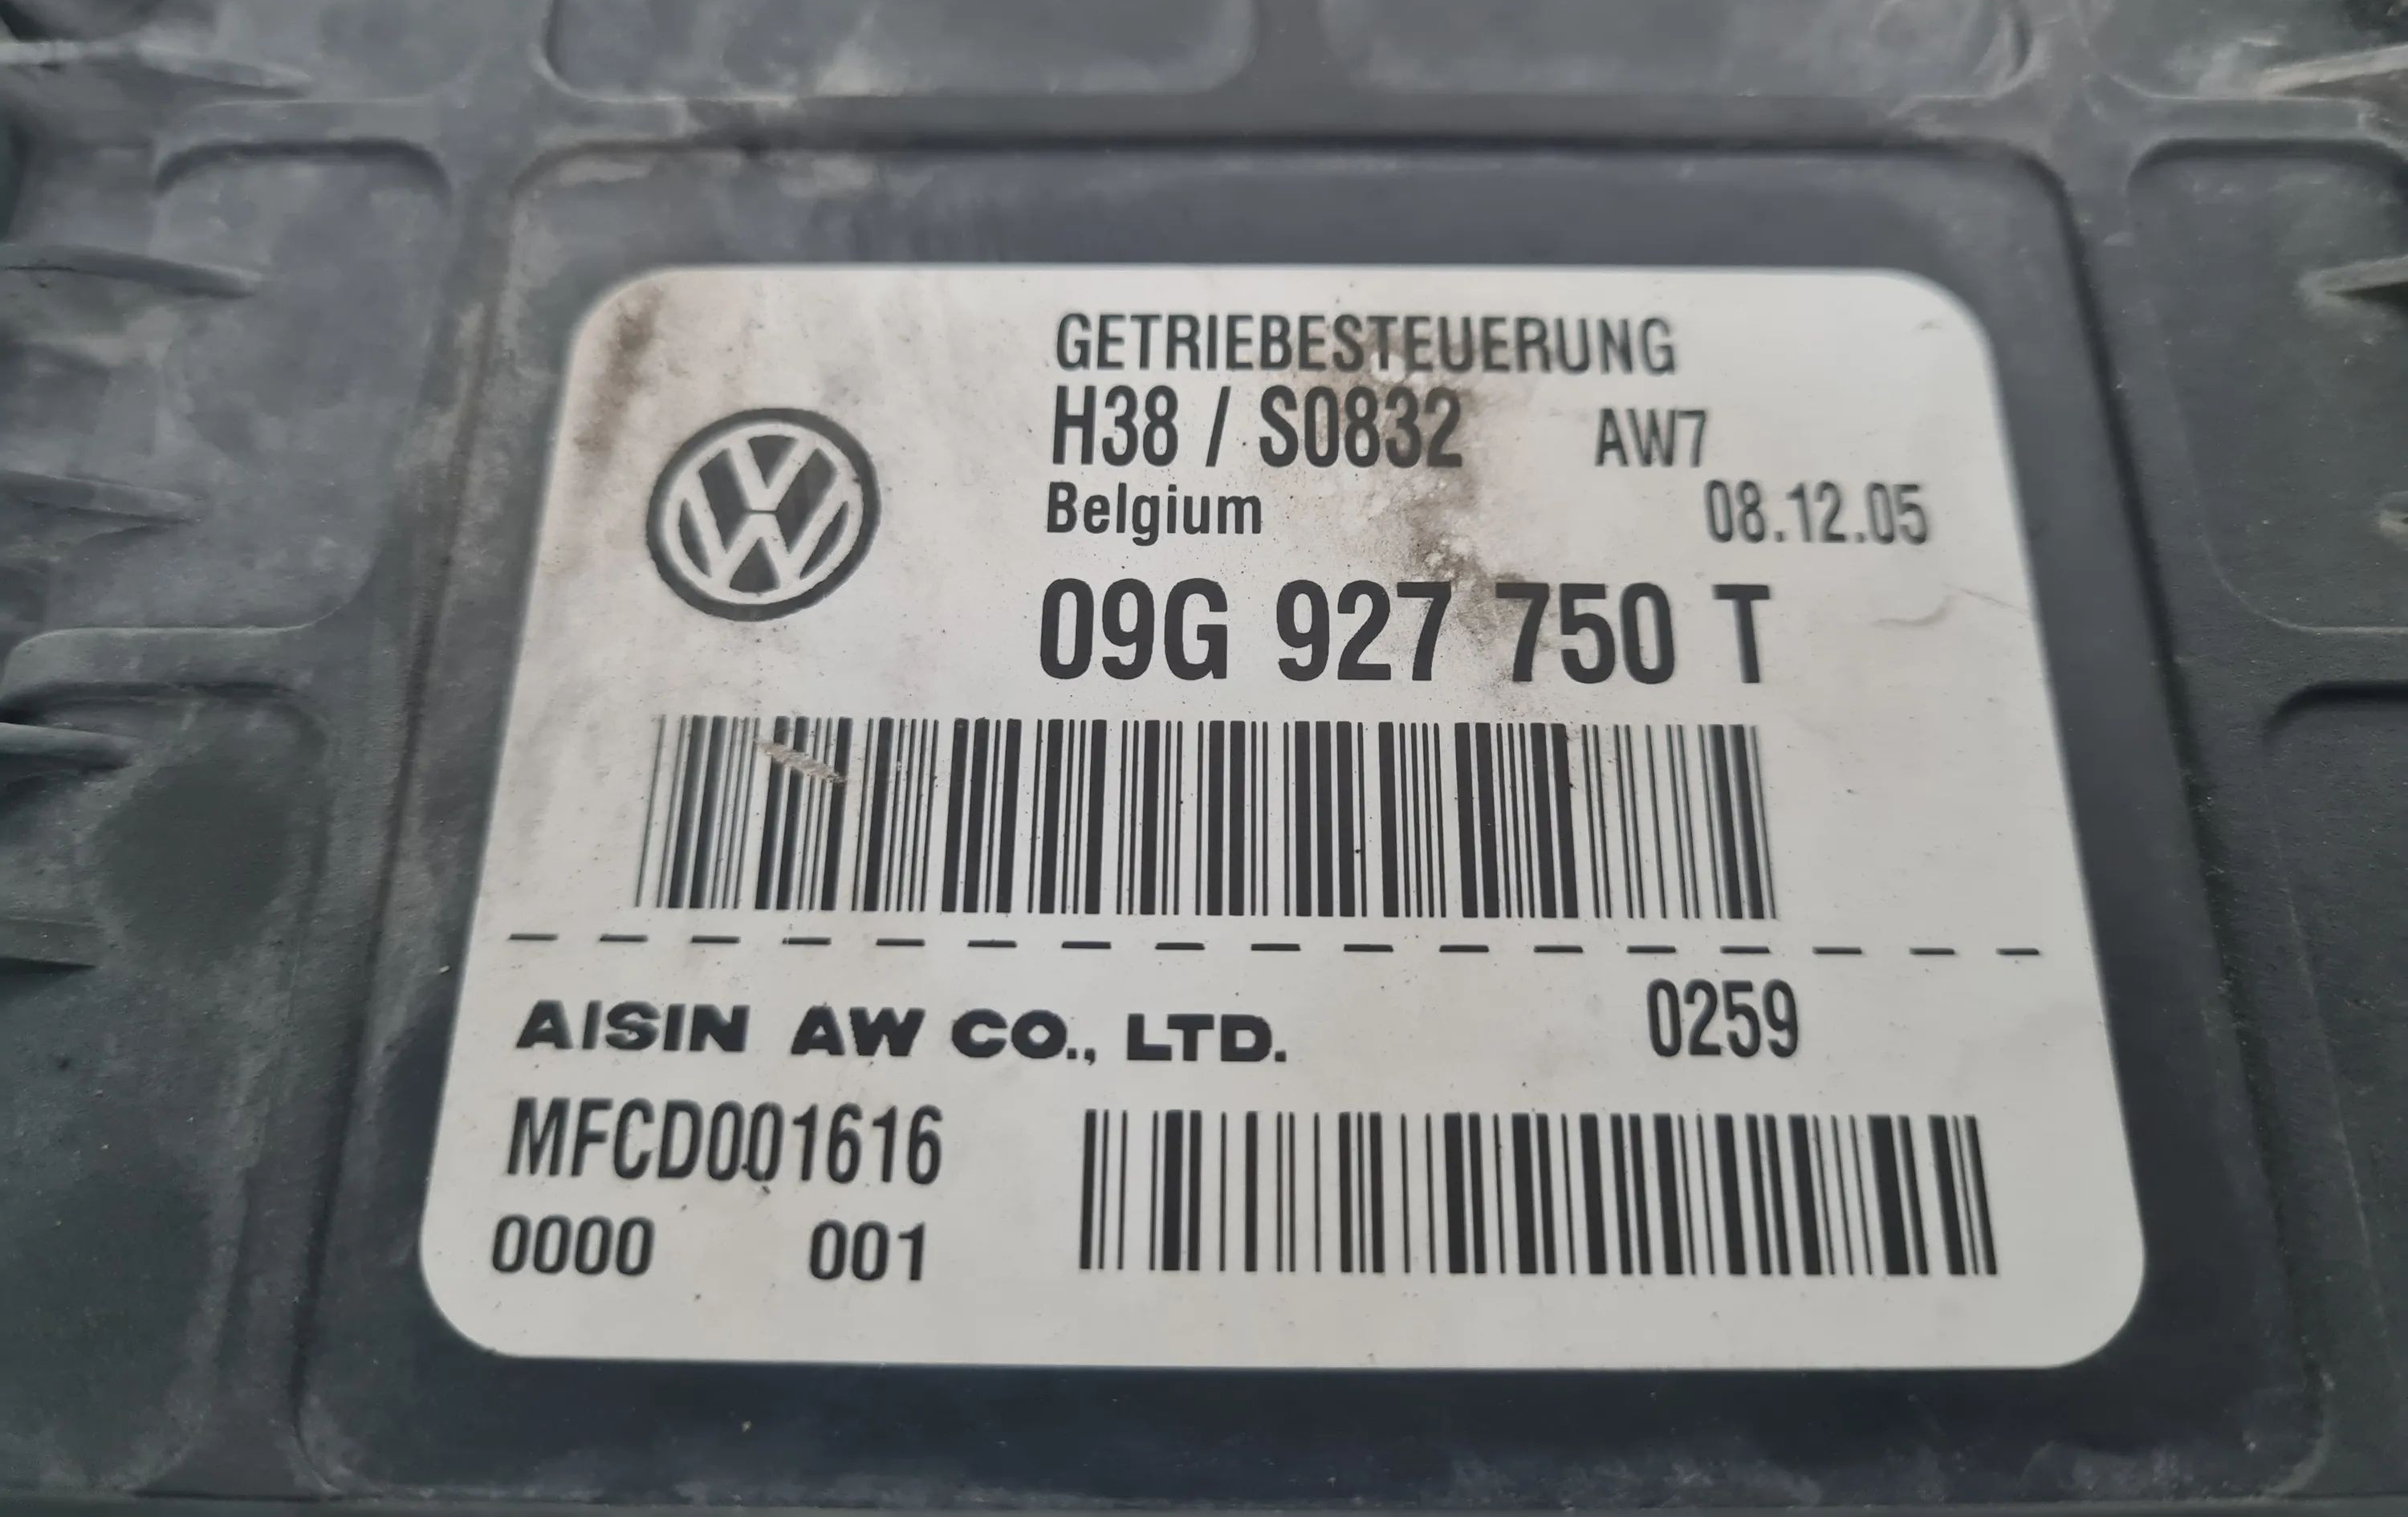 GETRIEBESTEUERUNG
H38 / S0832 AW7
Belgium 08.12.05
09G 927 750 T
AISIN AW CO., LTD. 0259
MFCD001616
0000 001